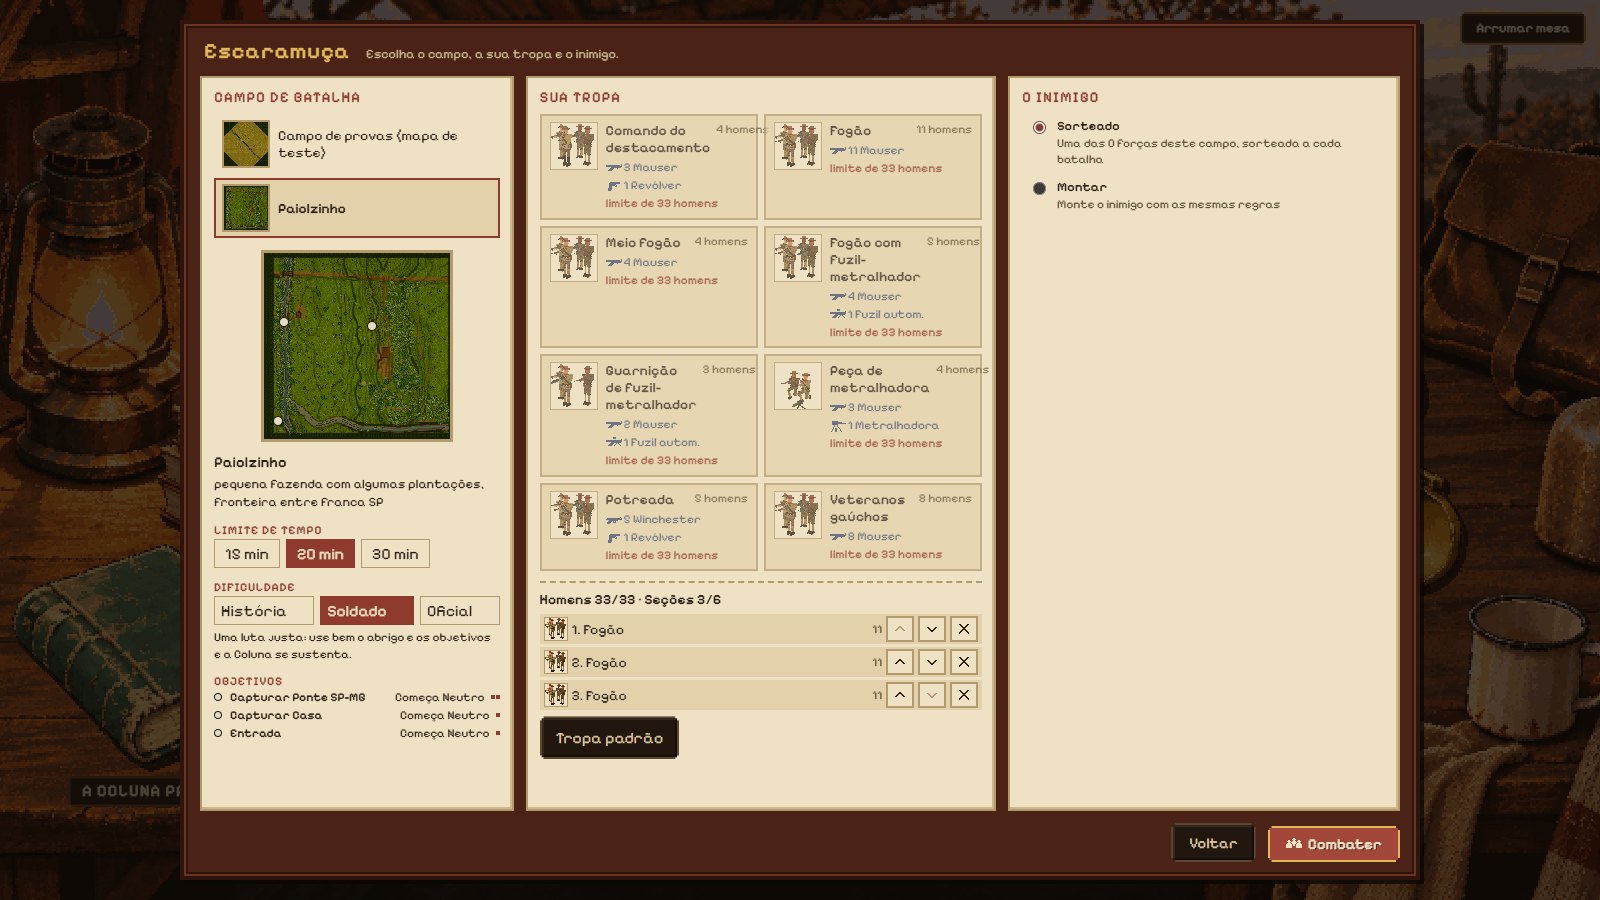 Arrumar mesa
Escaramuça
Escolha o campo, a sua tropa e o inimigo.
CAMPO DE BATALHA
Campo de provas (mapa de
teste)
Paiolzinho
Paiolzinho
pequena fazenda com algumas plantações,
fronteira entre Franca SP
LIMITE DE TEMPO
15 min
20 min
30 min
DIFICULDADE
História
Soldado
Oficial
Uma luta justa: use bem o abrigo e os objetivos
e a Coluna se sustenta.
OBJETIVOS
Capturar Ponte SP-MG
Começa Neutro
Capturar Casa
Começa Neutro
Entrada
Começa Neutro
SUA TROPA
Comando do
destacamento
4 homens
3 Mauser
1 Revólver
limite de 33 homens
Fogão
11 homens
11 Mauser
limite de 33 homens
Meio Fogão
4 homens
4 Mauser
limite de 33 homens
Fogão com
Fuzil-
metralhador
5 homens
4 Mauser
1 Fuzil autom.
limite de 33 homens
Guarnição
de Fuzil-
metralhador
3 homens
2 Mauser
1 Fuzil autom.
limite de 33 homens
Peça de
metralhadora
4 homens
3 Mauser
1 Metralhadora
limite de 33 homens
Potreada
5 homens
5 Winchester
1 Revólver
limite de 33 homens
Veteranos
gaúchos
8 homens
8 Mauser
limite de 33 homens
Homens 33/33 · Seções 3/6
1. Fogão
11
2. Fogão
11
3. Fogão
11
Tropa padrão
O INIMIGO
Sorteado
Uma das 0 forças deste campo, sorteada a cada
batalha
Montar
Monte o inimigo com as mesmas regras
A COLUNA
Voltar
Combater